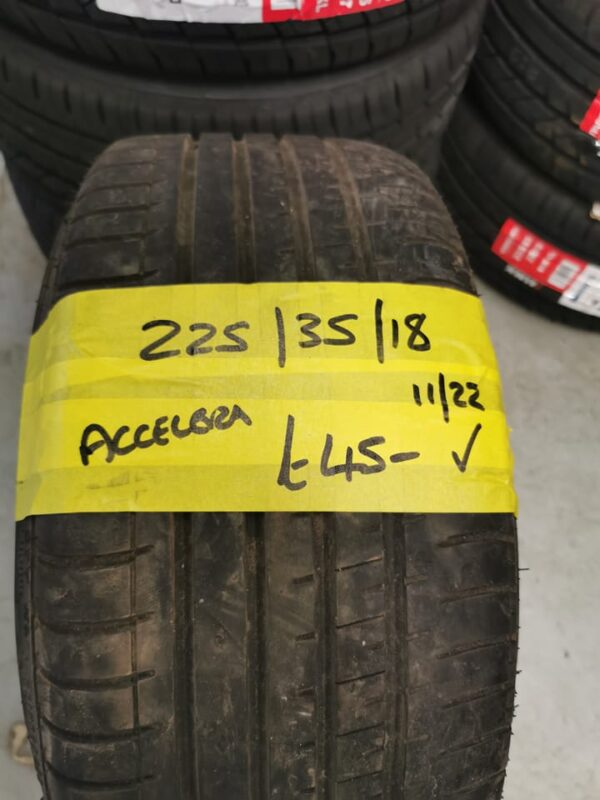 225/35/18
11/22
ACCELERA
£45- ✓